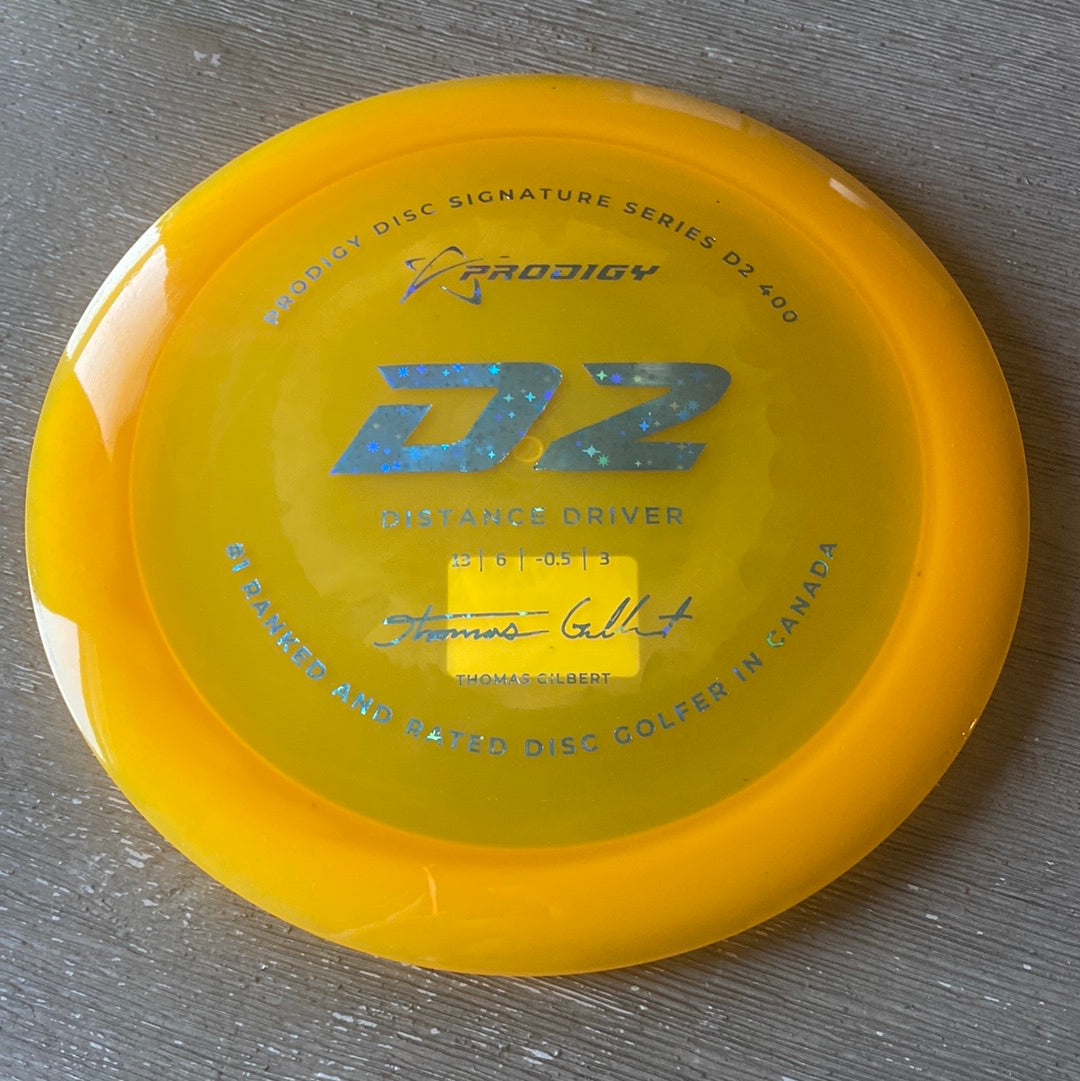 PRODIGY DISC SIGNATURE SERIES D2 400
PRODIGY
D2
DISTANCE DRIVER
13 | 6 | -0.5 | 3
Thomas Gilbert
THOMAS GILBERT
#1 RANKED AND RATED DISC GOLFER IN CANADA